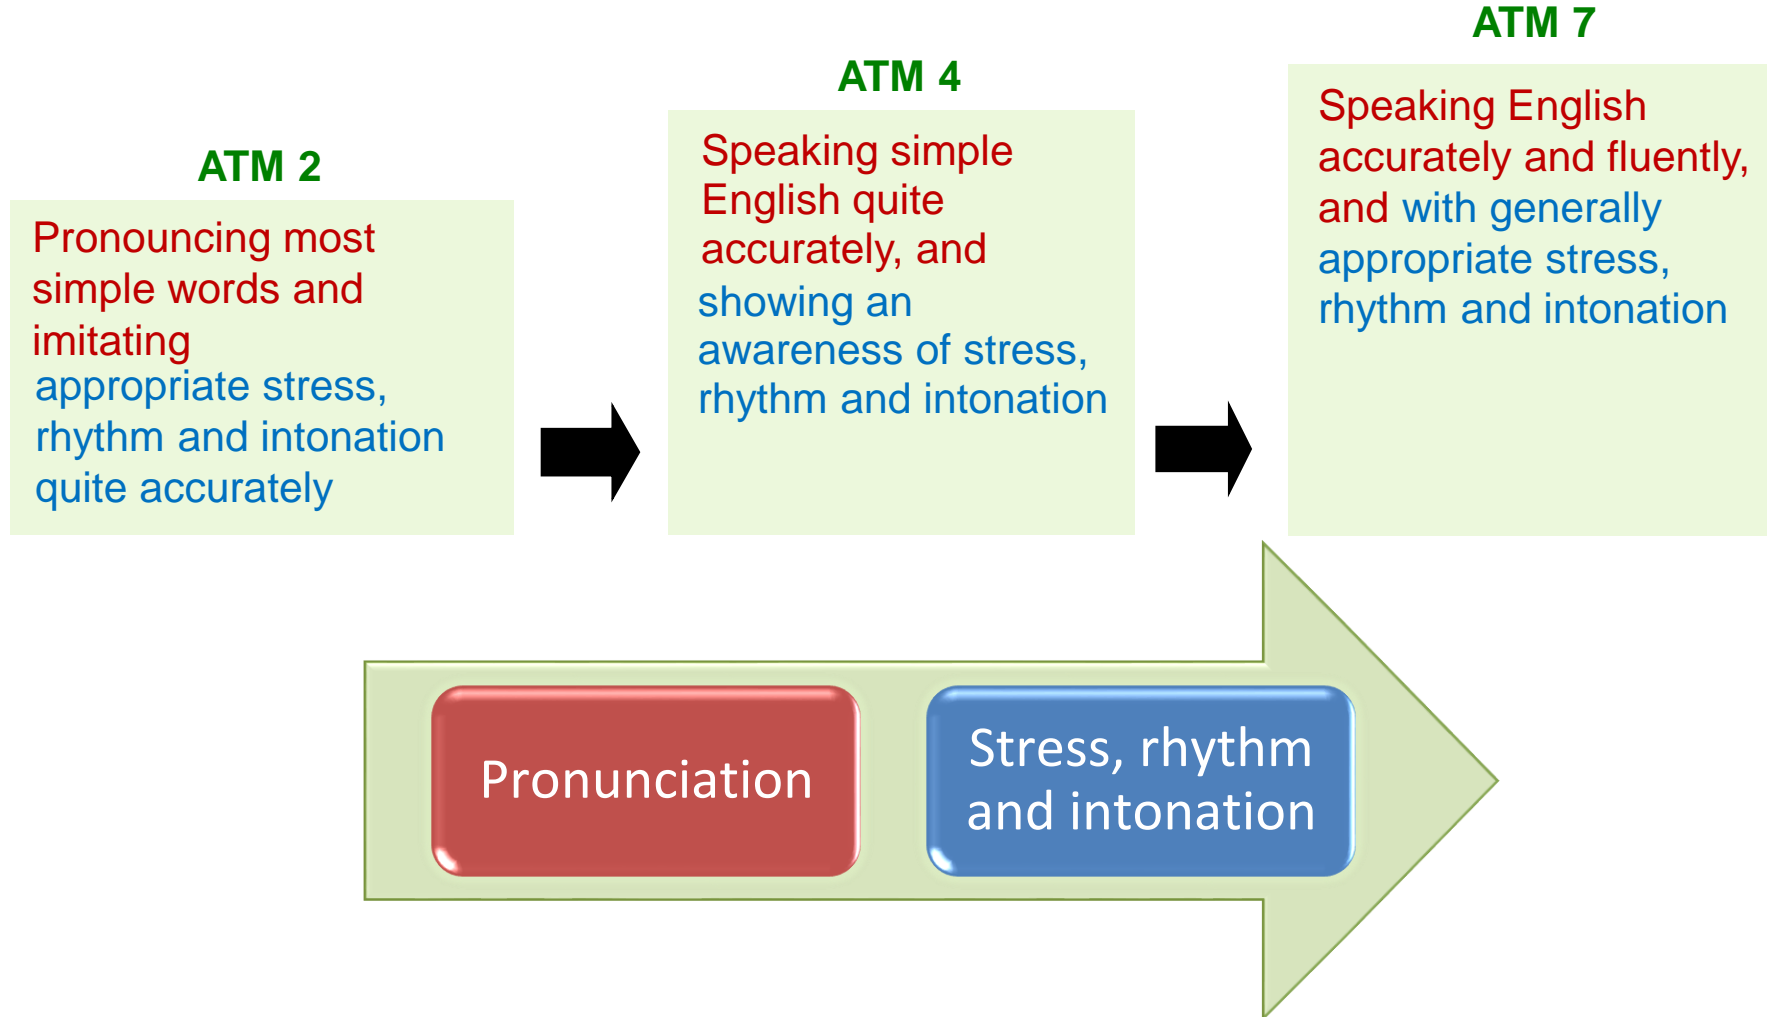 ATM 2
Pronouncing most
simple words and
imitating
appropriate stress,
rhythm and intonation
quite accurately
ATM 4
Speaking simple
English quite
accurately, and
showing an
awareness of stress,
rhythm and intonation
ATM 7
Speaking English
accurately and fluently,
and with generally
appropriate stress,
rhythm and intonation
Pronunciation
Stress, rhythm
and intonation